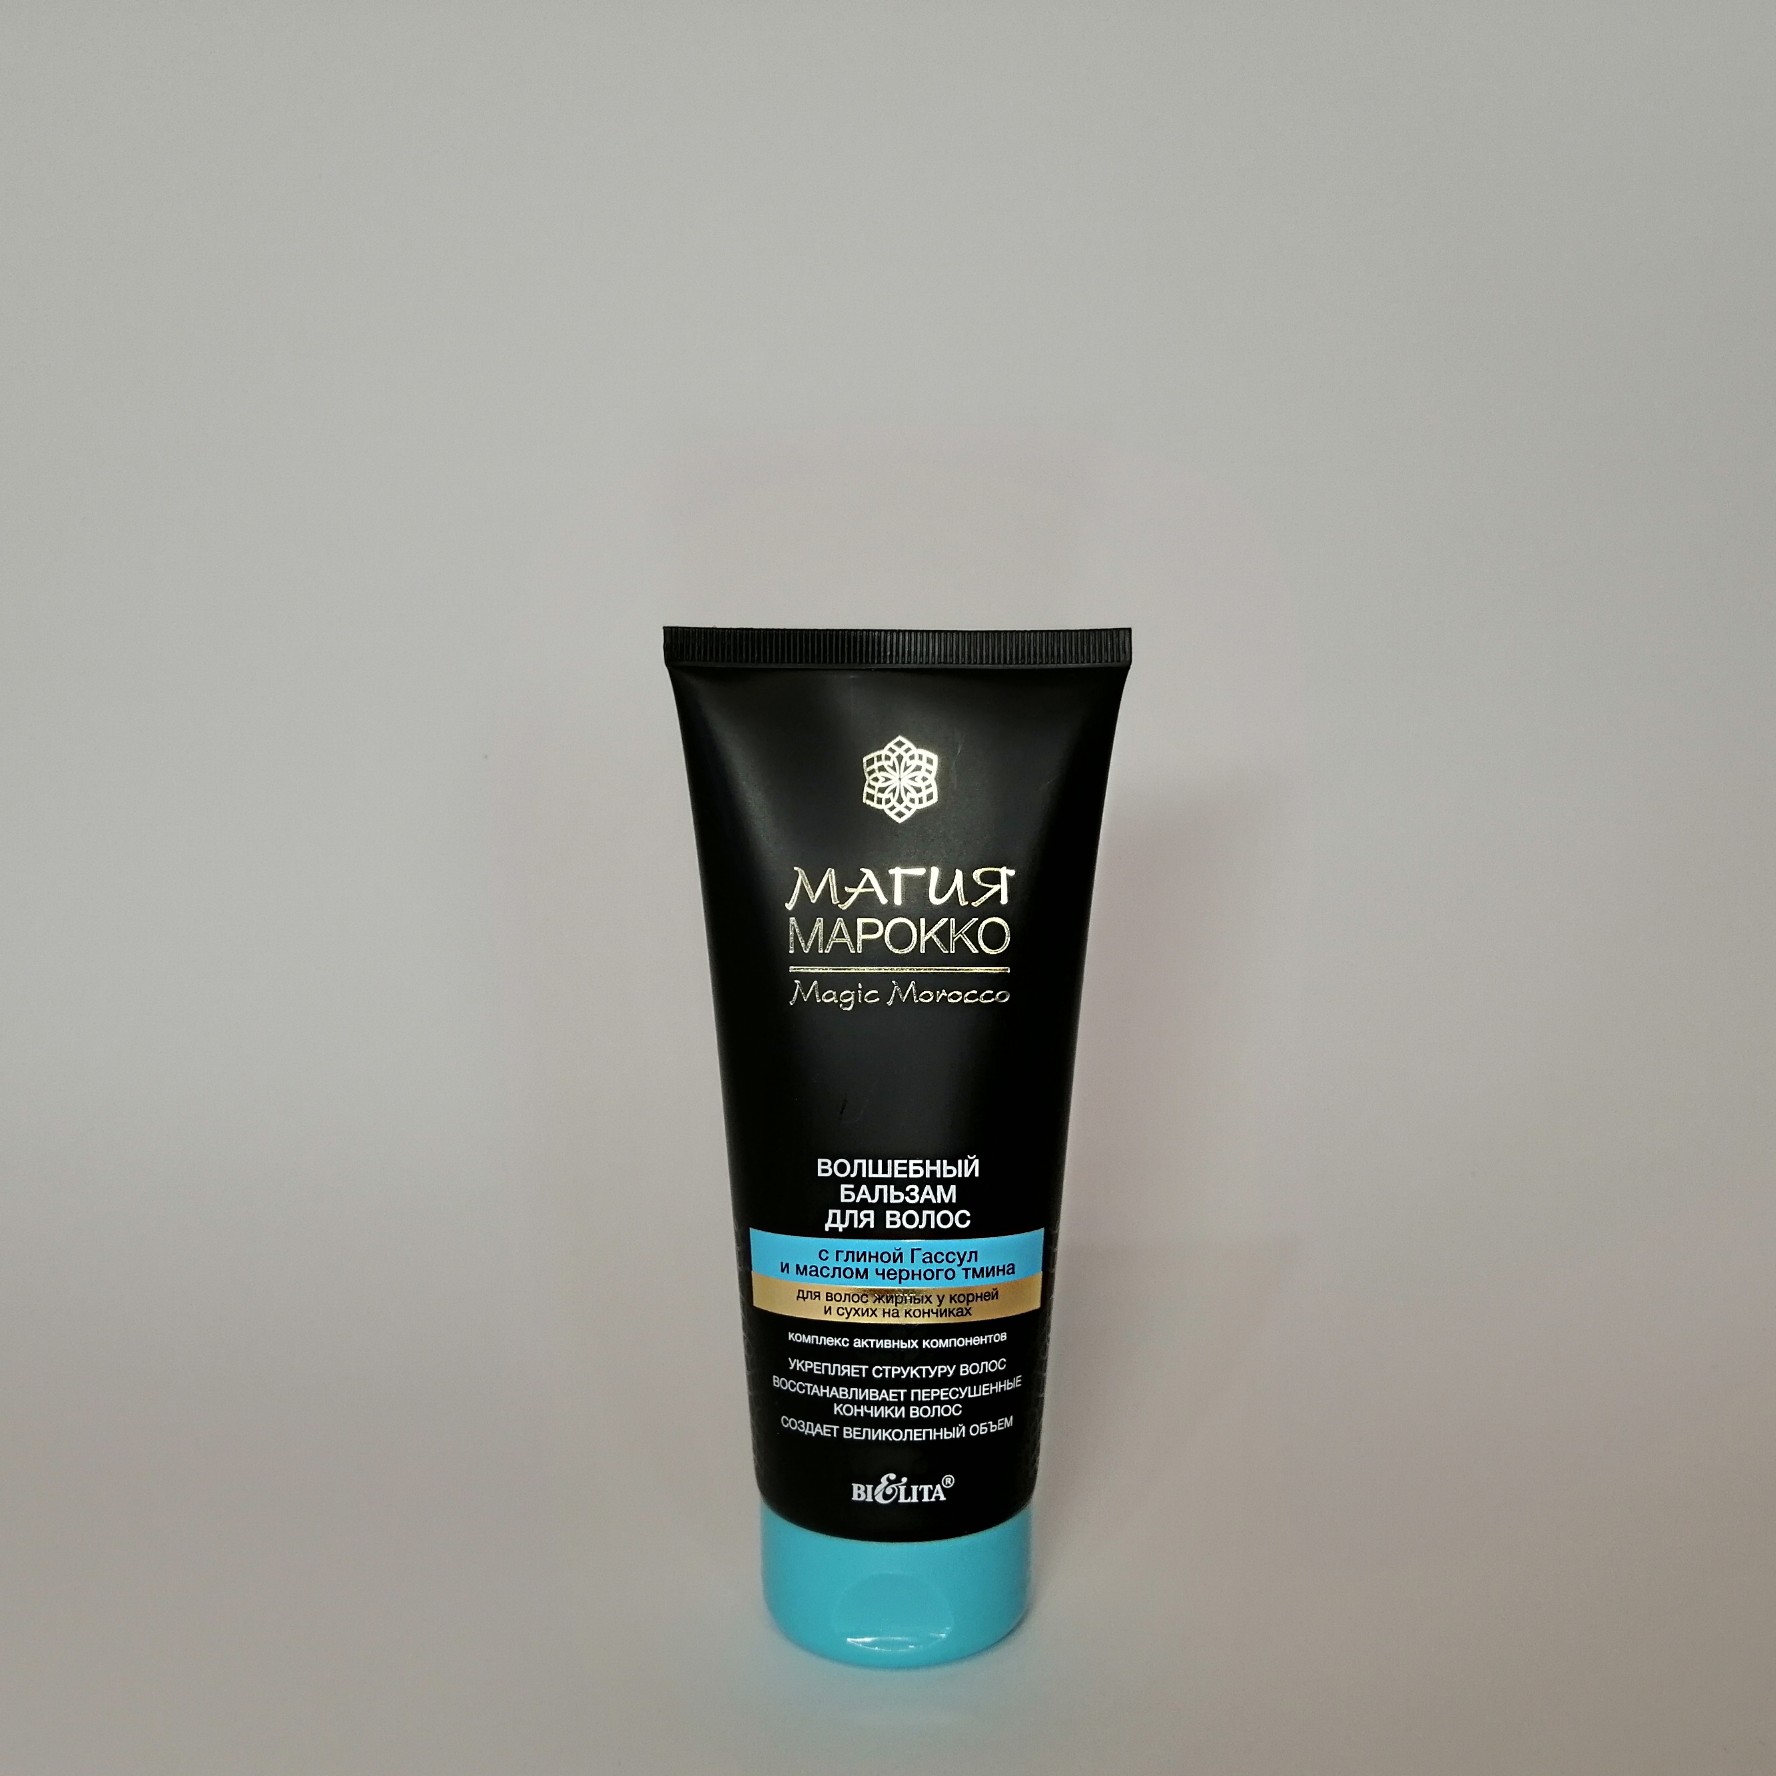 МАГИЯ
МАРОККО
Magic Morocco
ВОЛШЕБНЫЙ
БАЛЬЗАМ
ДЛЯ ВОЛОС
с глиной Гассул
и маслом черного тмина
для волос жирных у корней
и сухих на кончиках
комплекс активных компонентов
УКРЕПЛЯЕТ СТРУКТУРУ ВОЛОС
ВОССТАНАВЛИВАЕТ ПЕРЕСУШЕННЫЕ
КОНЧИКИ ВОЛОС
СОЗДАЕТ ВЕЛИКОЛЕПНЫЙ ОБЪЕМ
BIELITA®